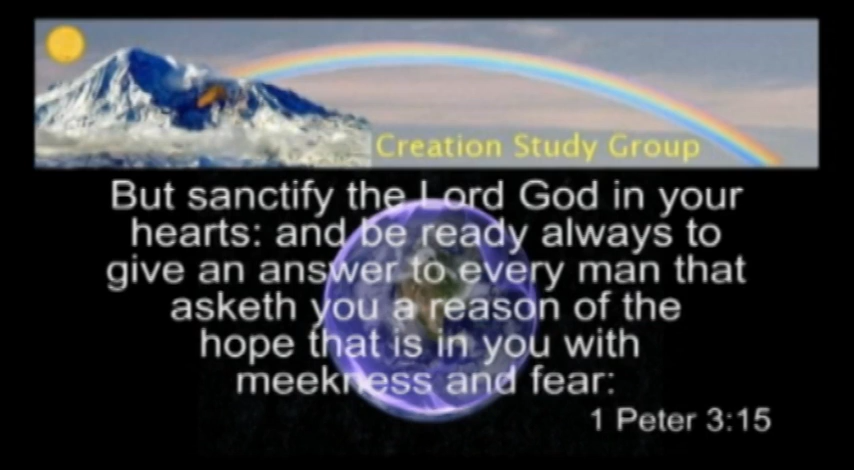 Creation Study Group
But sanctify the Lord God in your
hearts: and be ready always to
give an answer to every man that
asketh you a reason of the
hope that is in you with
meekness and fear:
1 Peter 3:15